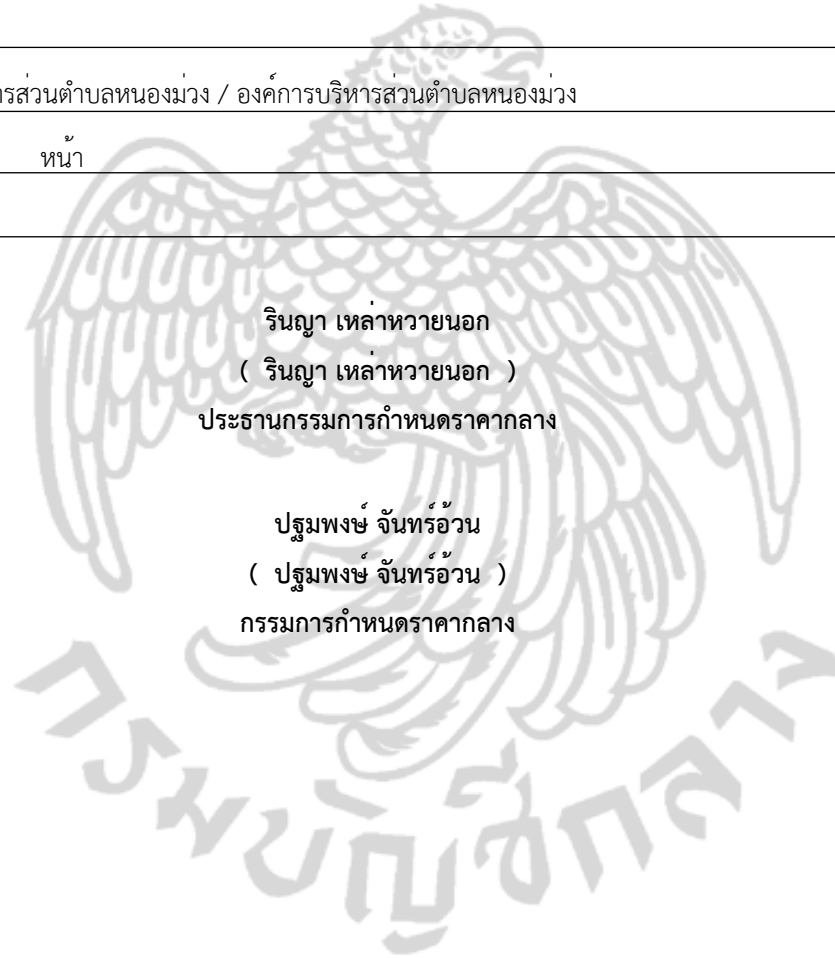 รส่วนตำบลหนองม่วง / องค์การบริหารส่วนตำบลหนองม่วง
หน้า
รินญา เหล่าหวายนอก
( รินญา เหล่าหวายนอก )
ประธานกรรมการกำหนดราคากลาง
ปฐมพงษ์ จันทร์อ้วน
( ปฐมพงษ์ จันทร์อ้วน )
กรรมการกำหนดราคากลาง
กรมบัญชีกลาง